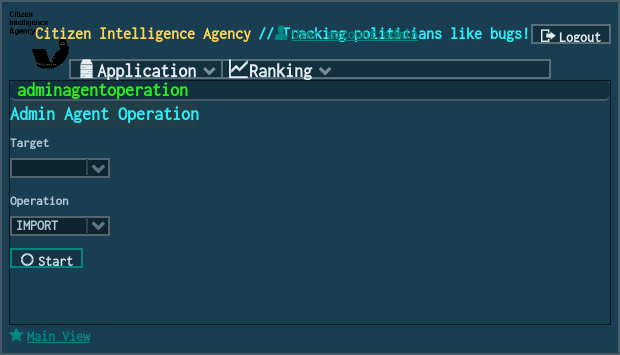 Citizen
Intelligence
Agency
Citizen Intelligence Agency // Tracking politicians like bugs!
Logout
Application
Ranking
adminagentoperation
Admin Agent Operation
Target
Operation
IMPORT
Start
Main View